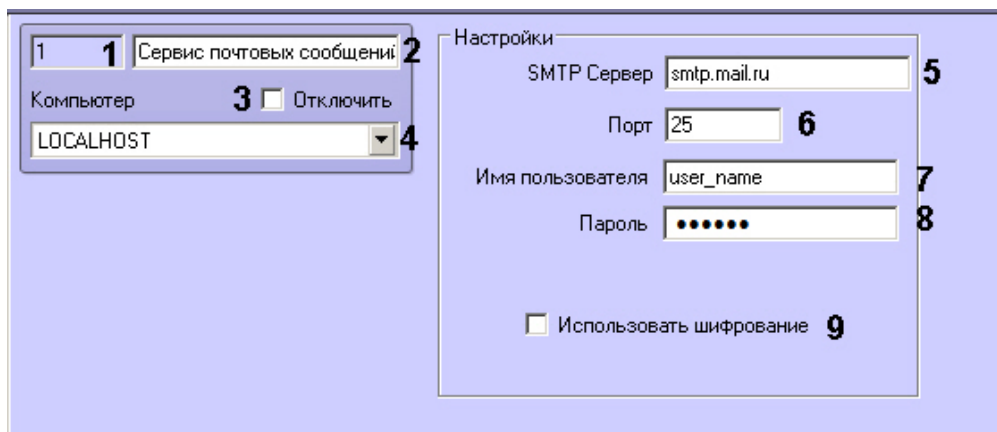 1 1 Сервис почтовых сообщений 2
Компьютер 3 Отключить
LOCALHOST 4
Настройки
SMTP Сервер smtp.mail.ru 5
Порт 25 6
Имя пользователя user_name 7
Пароль •••••• 8
Использовать шифрование 9